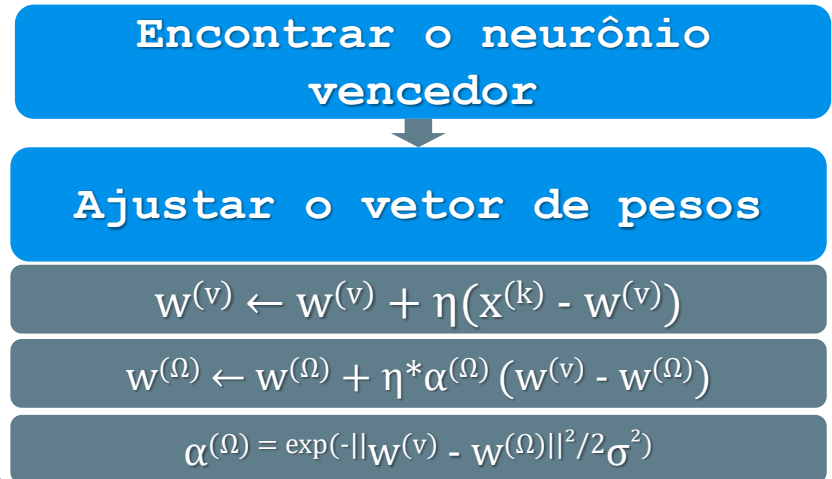 Encontrar o neurônio
vencedor
Ajustar o vetor de pesos
w⁽ᵛ⁾ ← w⁽ᵛ⁾ + η(x⁽ᵏ⁾ - w⁽ᵛ⁾)
w^(Ω) ← w^(Ω) + η*α^(Ω) (w⁽ᵛ⁾ - w^(Ω))
α^(Ω) = exp(-||w⁽ᵛ⁾ - w^(Ω)||²/2σ²)